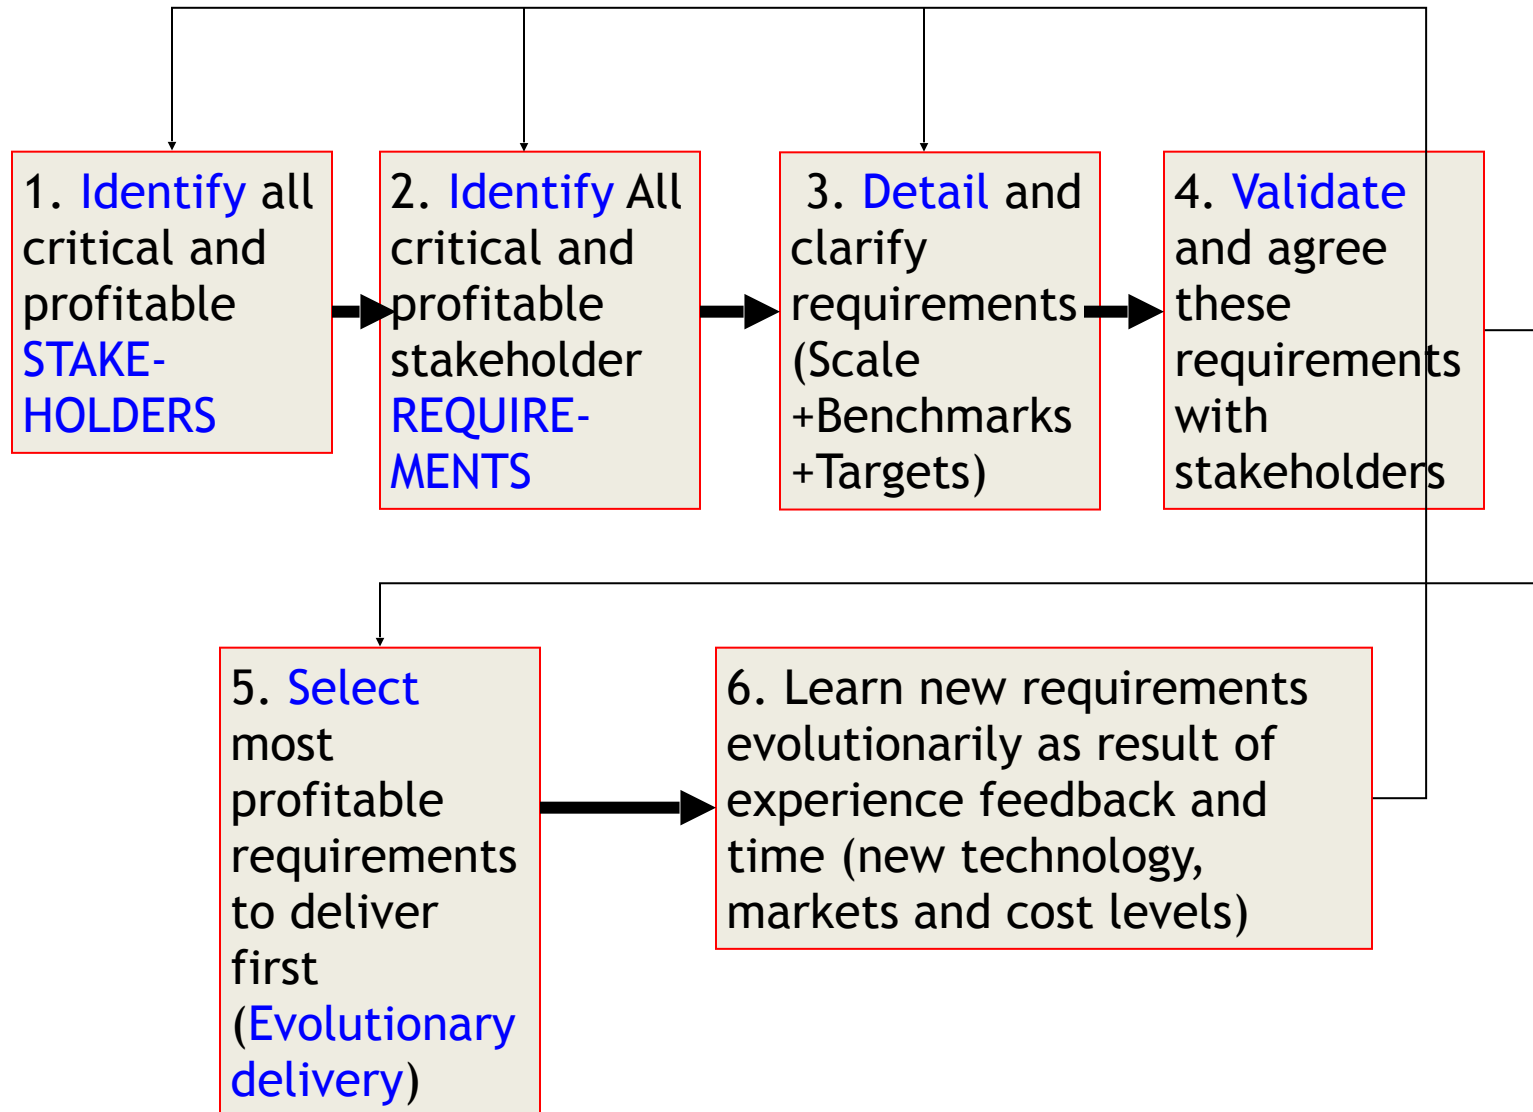 1. Identify all
critical and
profitable
STAKE-
HOLDERS
2. Identify All
critical and
profitable
stakeholder
REQUIRE-
MENTS
3. Detail and
clarify
requirements
(Scale
+Benchmarks
+Targets)
4. Validate
and agree
these
requirements
with
stakeholders
5. Select
most
profitable
requirements
to deliver
first
(Evolutionary
delivery)
6. Learn new requirements
evolutionarily as result of
experience feedback and
time (new technology,
markets and cost levels)